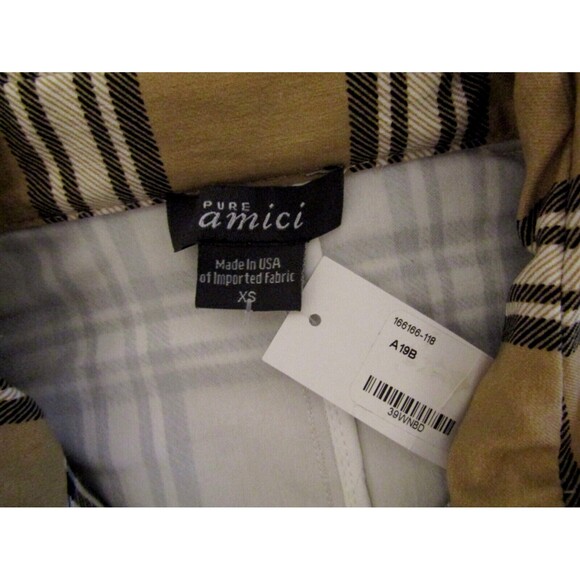 PURE
amici
Made In USA
of Imported Fabric
XS
166166-118
A19B
39WNBD